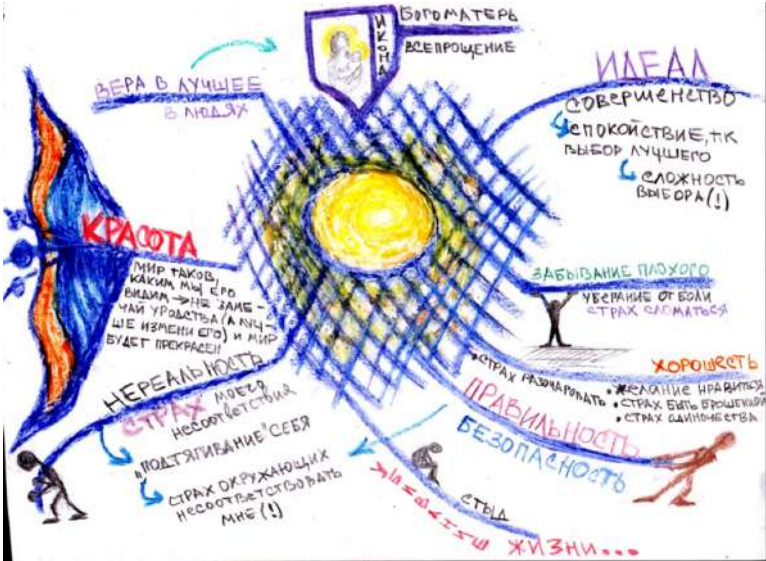 БОГОМАТЕРЬ
ИКОНА
ВСЕПРОЩЕНИЕ
ВЕРА В ЛУЧШЕЕ
В ЛЮДЯХ
ИДЕАЛ
СОВЕРШЕНСТВО
СПОКОЙСТВИЕ, Т.К
ВЫБОР ЛУЧШЕГО
СЛОЖНОСТЬ
ВЫБОРА (!)
КРАСОТА
МИР ТАКОВ,
КАКИМ МЫ ЕГО
ВИДИМ → НЕ ЗАМЕ-
ЧАЙ УРОДСТВА (А ЛУЧ-
ШЕ ИЗМЕНИ ЕГО) И МИР
БУДЕТ ПРЕКРАСЕН
ЗАБЫВАНИЕ ПЛОХОГО
УБЕРАНИЕ ОТ БОЛИ
СТРАХ СЛОМАТЬСЯ
ХОРОШЕСТЬ
• ЖЕЛАНИЕ НРАВИТЬСЯ
• СТРАХ БЫТЬ БРОШЕННОЙ
• СТРАХ ОДИНОЧЕСТВА
• СТРАХ РАЗОЧАРОВАТЬ
ПРАВИЛЬНОСТЬ
БЕЗОПАСНОСТЬ
НЕРЕАЛЬНОСТЬ
СТРАХ МОЕГО
НЕСООТВЕТСТВИЯ
"ПОДТЯГИВАНИЕ" СЕБЯ
СТРАХ ОКРУЖАЮЩИХ
НЕСООТВЕТСТВОВАТЬ
МНЕ (!)
СТЫД
ЖИЗНИ...